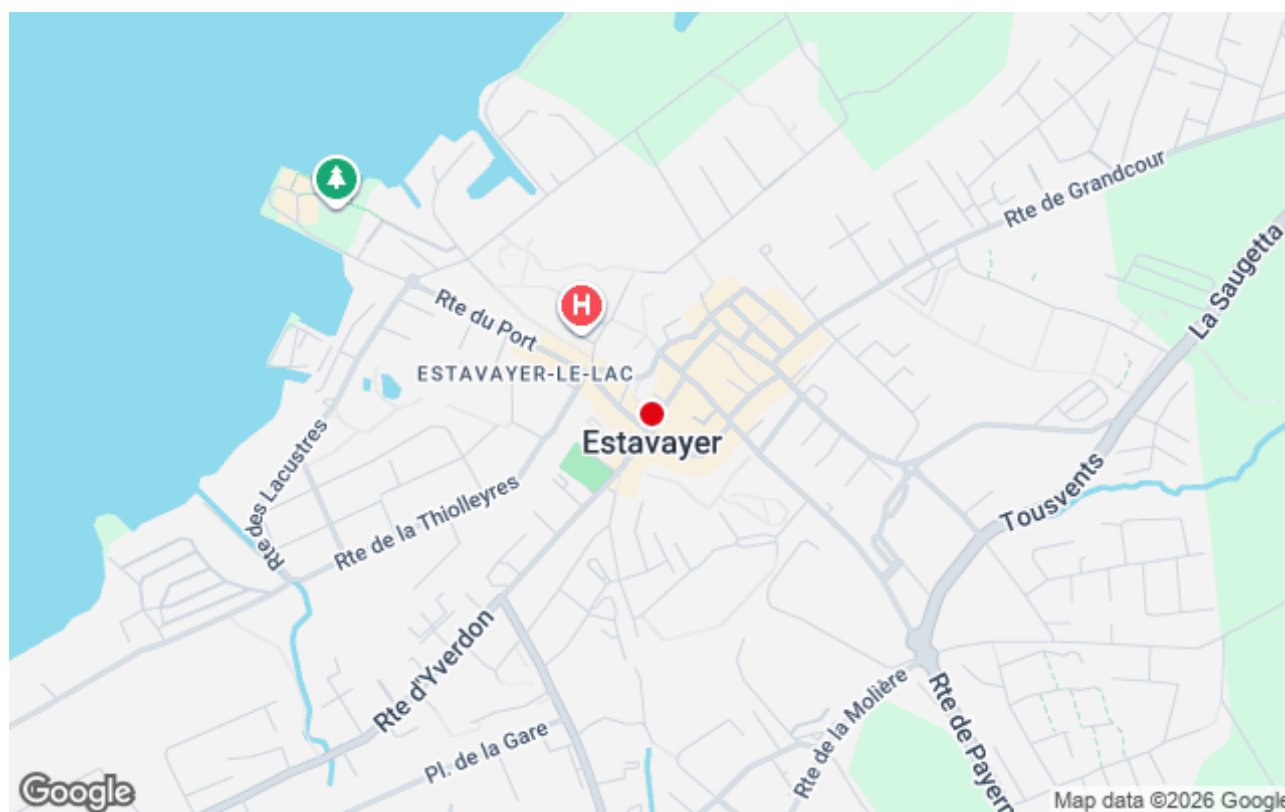 Rte de Grandcour
La Saugetta
H
Rte du Port
ESTAVAYER-LE-LAC
Estavayer
Rte des Lacustres
Rte de la Thiolleyres
Tousvents
Rte d'Yverdon
Rte de la Molière
Rte de Payern
Pl. de la Gare
Google
Map data ©2026 Google